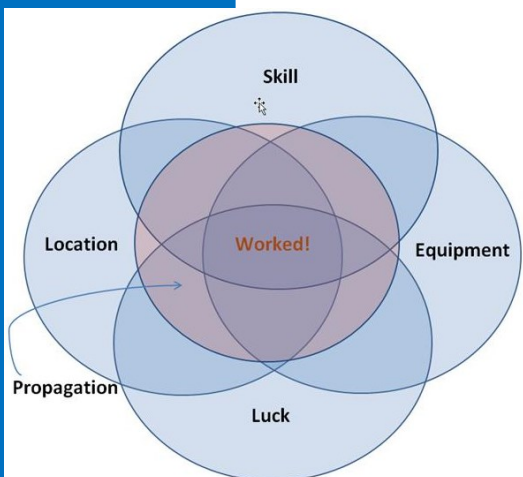 Skill
Location
Worked!
Equipment
Propagation
Luck